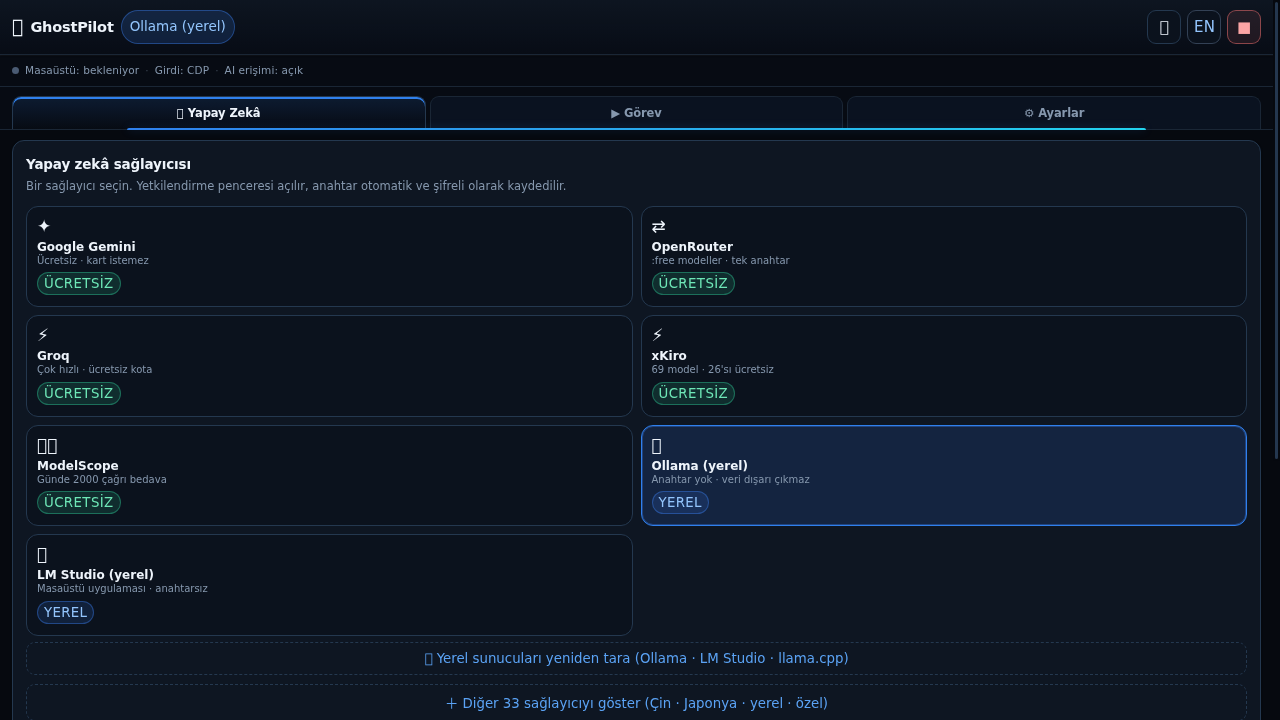 GhostPilot Ollama (yerel) EN
Masaüstü: bekleniyor · Girdi: CDP · AI erişimi: açık
Yapay Zekâ ▶ Görev ⚙ Ayarlar
Yapay zekâ sağlayıcısı
Bir sağlayıcı seçin. Yetkilendirme penceresi açılır, anahtar otomatik ve şifreli olarak kaydedilir.
Google Gemini
Ücretsiz · kart istemez
ÜCRETSİZ
OpenRouter
:free modeller · tek anahtar
ÜCRETSİZ
Groq
Çok hızlı · ücretsiz kota
ÜCRETSİZ
xKiro
69 model · 26'sı ücretsiz
ÜCRETSİZ
ModelScope
Günde 2000 çağrı bedava
ÜCRETSİZ
Ollama (yerel)
Anahtar yok · veri dışarı çıkmaz
YEREL
LM Studio (yerel)
Masaüstü uygulaması · anahtarsız
YEREL
Yerel sunucuları yeniden tara (Ollama · LM Studio · llama.cpp)
＋ Diğer 33 sağlayıcıyı göster (Çin · Japonya · yerel · özel)